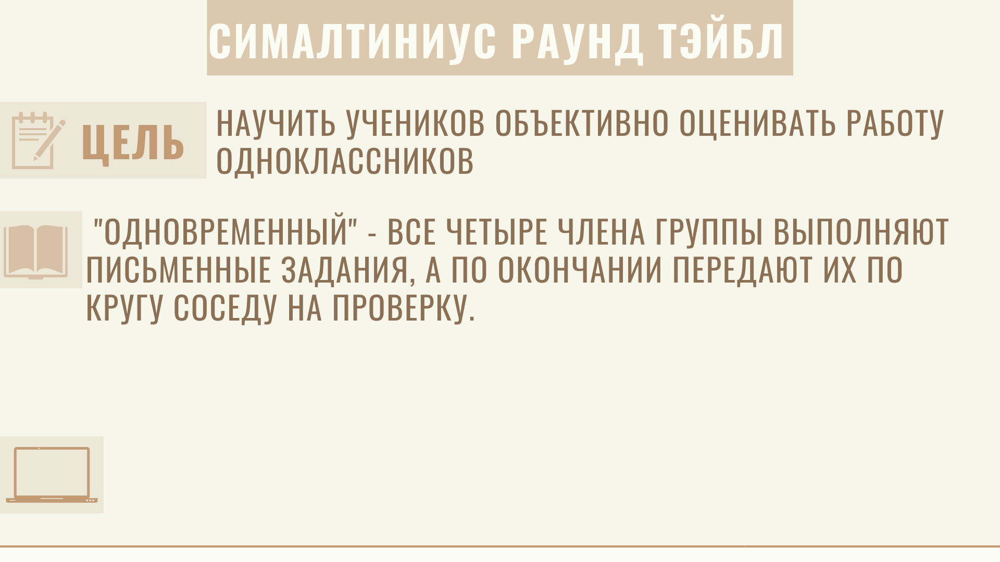 СИМАЛТИНИУС РАУНД ТЭЙБЛ
ЦЕЛЬ
НАУЧИТЬ УЧЕНИКОВ ОБЪЕКТИВНО ОЦЕНИВАТЬ РАБОТУ
ОДНОКЛАССНИКОВ
"ОДНОВРЕМЕННЫЙ" - ВСЕ ЧЕТЫРЕ ЧЛЕНА ГРУППЫ ВЫПОЛНЯЮТ
ПИСЬМЕННЫЕ ЗАДАНИЯ, А ПО ОКОНЧАНИИ ПЕРЕДАЮТ ИХ ПО
КРУГУ СОСЕДУ НА ПРОВЕРКУ.